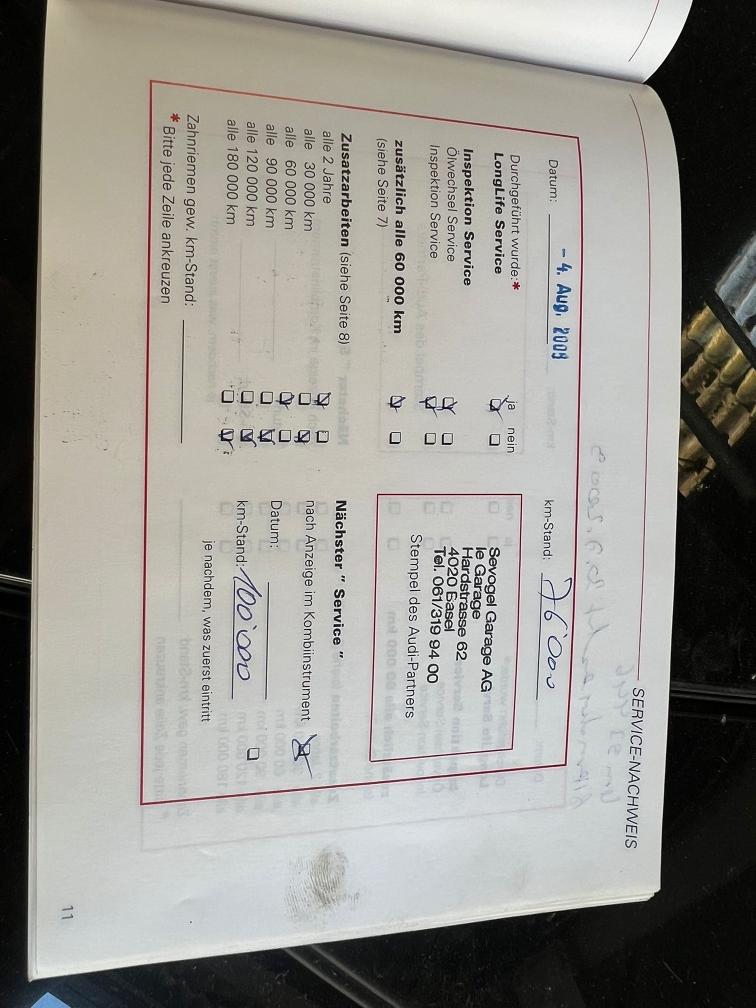 SERVICE-NACHWEIS
Datum: - 4. Aug. 2009
km-Stand: 76'000
Durchgeführt wurde:* ja nein
LongLife Service
Inspektion Service
Ölwechsel Service
Inspektion Service
zusätzlich alle 60 000 km
(siehe Seite 7)
Sevogel Garage AG
le Garage
Hardstrasse 62
4020 Basel
Tel. 061/319 94 00
Stempel des Audi-Partners
Zusatzarbeiten (siehe Seite 8)
alle 2 Jahre
alle 30 000 km
alle 60 000 km
alle 90 000 km
alle 120 000 km
alle 180 000 km
Nächster " Service "
nach Anzeige im Kombiinstrument
Datum:
km-Stand: 100'000
je nachdem, was zuerst eintritt
Zahnriemen gew. km-Stand:
* Bitte jede Zeile ankreuzen
11